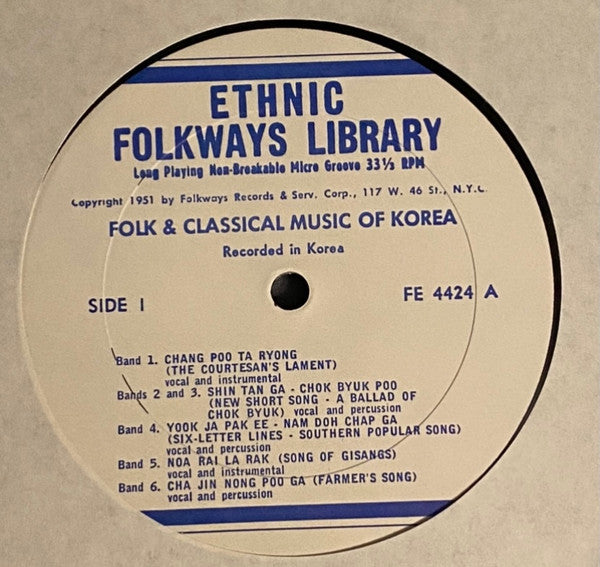 ETHNIC
FOLKWAYS LIBRARY
Long Playing Non-Breakable Micro Groove 33⅓ RPM
Copyright 1951 by Folkways Records & Serv. Corp., 117 W. 46 St., N.Y.C.
FOLK & CLASSICAL MUSIC OF KOREA
Recorded in Korea
SIDE I
FE 4424 A
Band 1. CHANG POO TA RYONG
(THE COURTESAN'S LAMENT)
vocal and instrumental
Bands 2 and 3. SHIN TAN GA - CHOK BYUK POO
(NEW SHORT SONG - A BALLAD OF
CHOK BYUK) vocal and percussion
Band 4. YOOK JA PAK EE - NAM DOH CHAP GA
(SIX-LETTER LINES - SOUTHERN POPULAR SONG)
vocal and percussion
Band 5. NOA RAI LA RAK (SONG OF GISANGS)
vocal and instrumental
Band 6. CHA JIN NONG POO GA (FARMER'S SONG)
vocal and percussion